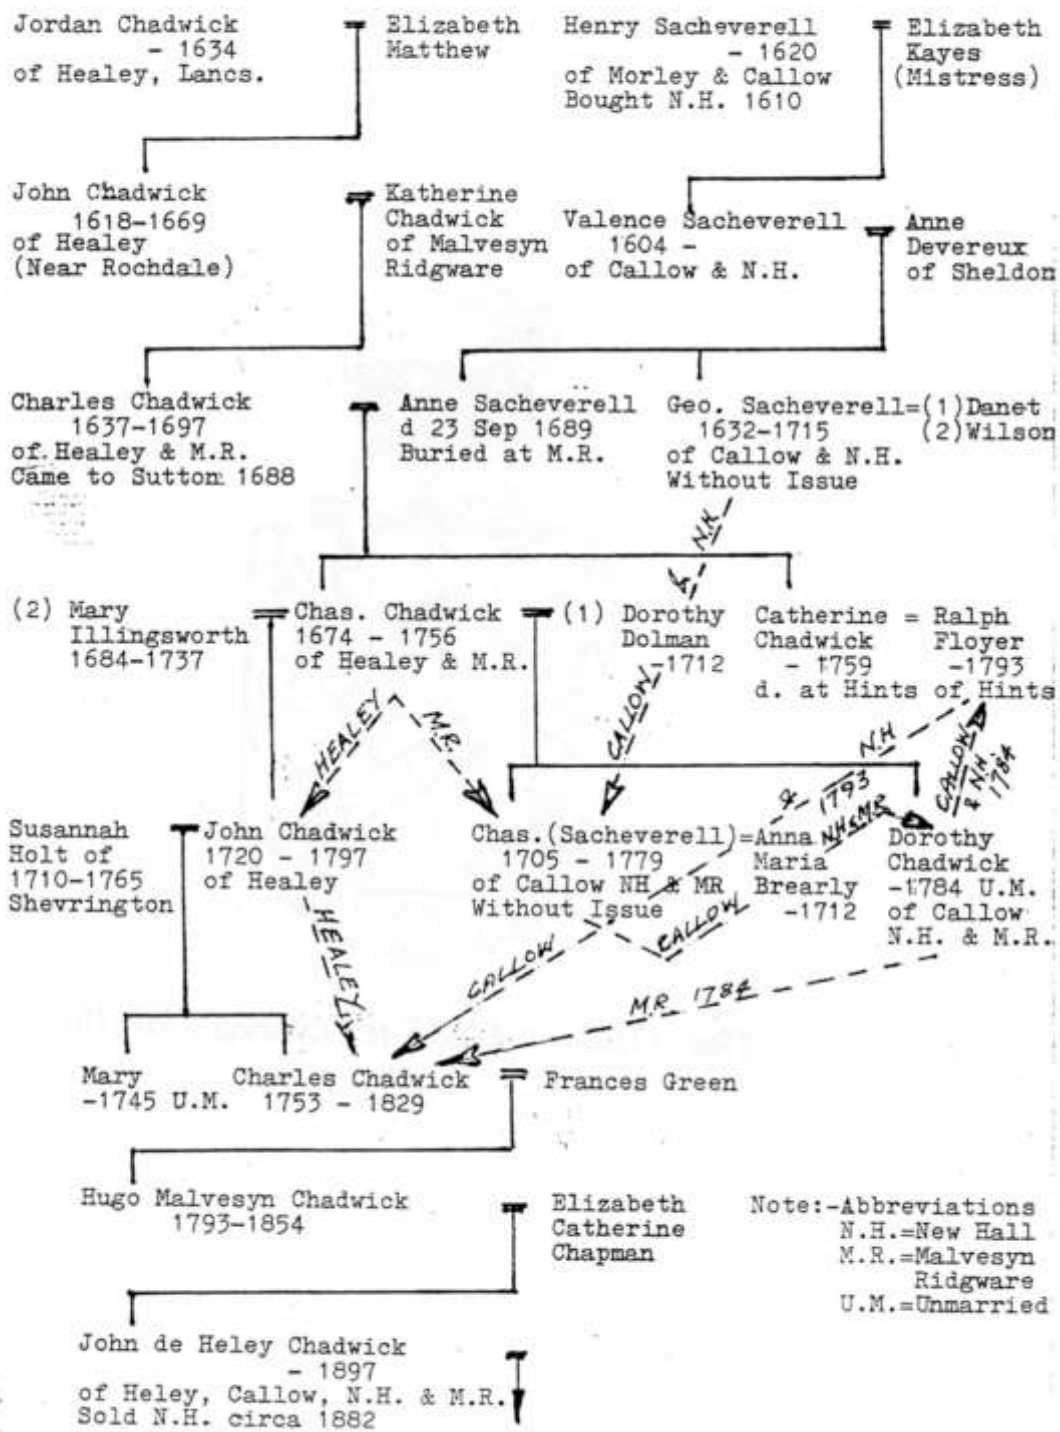 Jordan Chadwick
- 1634
of Healey, Lancs.
=
Elizabeth
Matthew
Henry Sacheverell
- 1620
of Morley & Callow
Bought N.H. 1610
=
Elizabeth
Kayes
(Mistress)
John Chadwick
1618-1669
of Healey
(Near Rochdale)
=
Katherine
Chadwick
of Malvesyn
Ridgware
Valence Sacheverell
1604 -
of Callow & N.H.
=
Anne
Devereux
of Sheldon
Charles Chadwick
1637-1697
of Healey & M.R.
Came to Sutton 1688
=
Anne Sacheverell
d 23 Sep 1689
Buried at M.R.
Geo. Sacheverell=(1)Danet
1632-1715 (2)Wilson
of Callow & N.H.
Without Issue
& N.H
(2) Mary
Illingsworth
1684-1737
=
Chas. Chadwick
1674 - 1756
of Healey & M.R.
=
(1) Dorothy
Dolman
-1712
Catherine = Ralph
Chadwick Floyer
- 1759 -1793
d. at Hints of Hints
HEALEY
M.R.
CALLOW
& 1793 N.H
NH & MR
CALLOW
& N.H.
1784
Susannah
Holt of
1710-1765
Shevrington
=
John Chadwick
1720 - 1797
of Healey
Chas.(Sacheverell)=Anna
1705 - 1779 Maria
of Callow NH & MR Brearly
Without Issue -1712
Dorothy
Chadwick
-1784 U.M.
of Callow
N.H. & M.R.
HEALEY
CALLOW
CALLOW
M.R 1784
Mary
-1745 U.M.
Charles Chadwick
1753 - 1829
=
Frances Green
Hugo Malvesyn Chadwick
1793-1854
=
Elizabeth
Catherine
Chapman
Note:-Abbreviations
N.H.=New Hall
M.R.=Malvesyn
Ridgware
U.M.=Unmarried
John de Heley Chadwick
- 1897
of Heley, Callow, N.H. & M.R.
Sold N.H. circa 1882
=